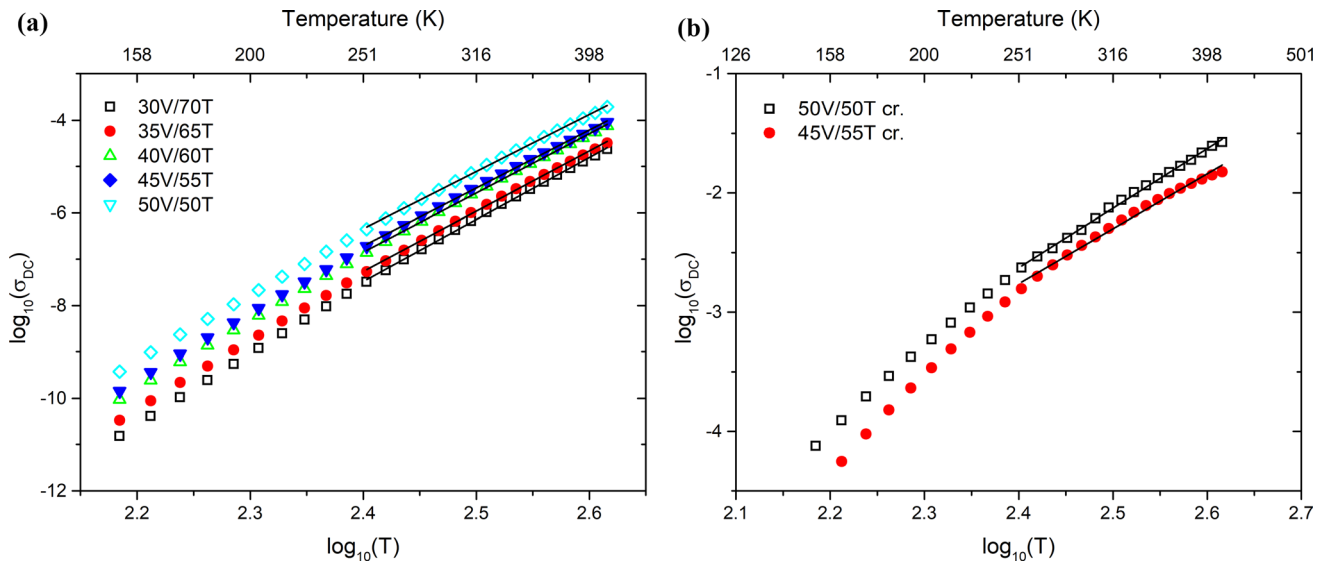 (a)
Temperature (K)
158 200 251 316 398
30V/70T
35V/65T
40V/60T
45V/55T
50V/50T
-4
-6
-8
-10
-12
log10(σDC)
2.2 2.3 2.4 2.5 2.6
log10(T)
(b)
Temperature (K)
126 158 200 251 316 398 501
50V/50T cr.
45V/55T cr.
-1
-2
-3
-4
log10(σDC)
2.1 2.2 2.3 2.4 2.5 2.6 2.7
log10(T)